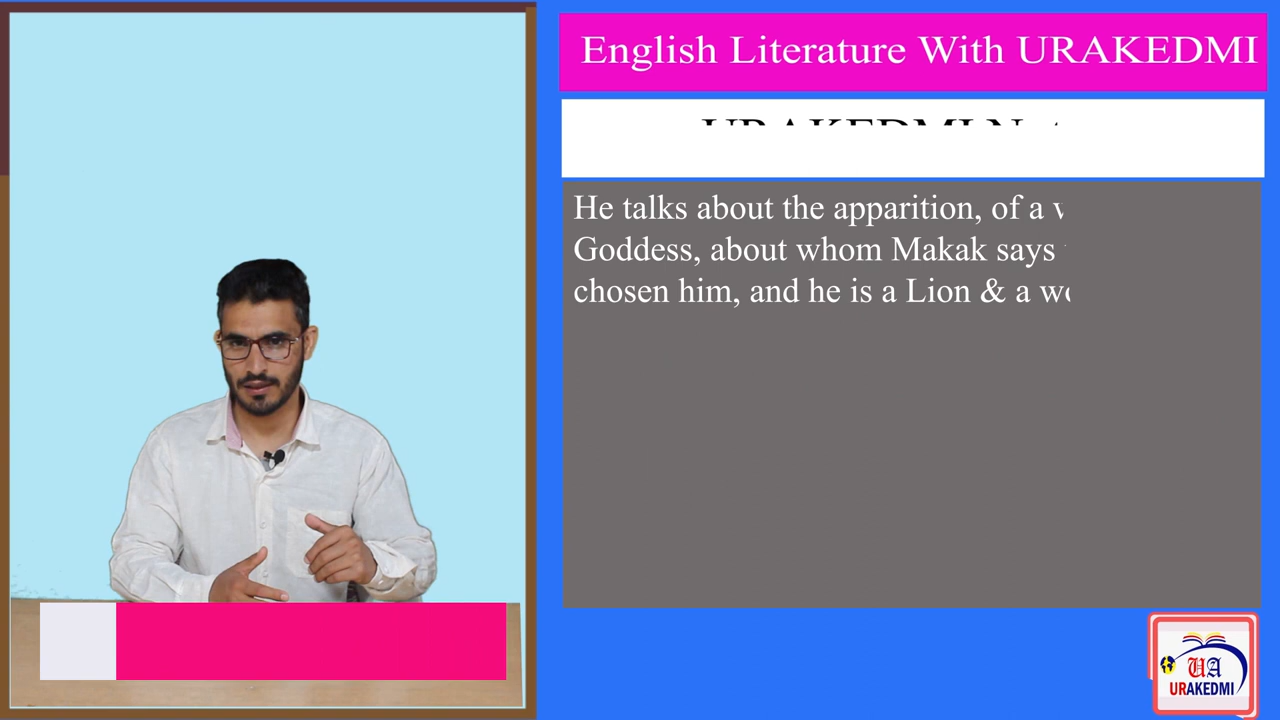 English Literature With URAKEDMI
URAKEDMI
He talks about the apparition, of a
Goddess, about whom Makak says
chosen him, and he is a Lion & a
UA
URAKEDMI